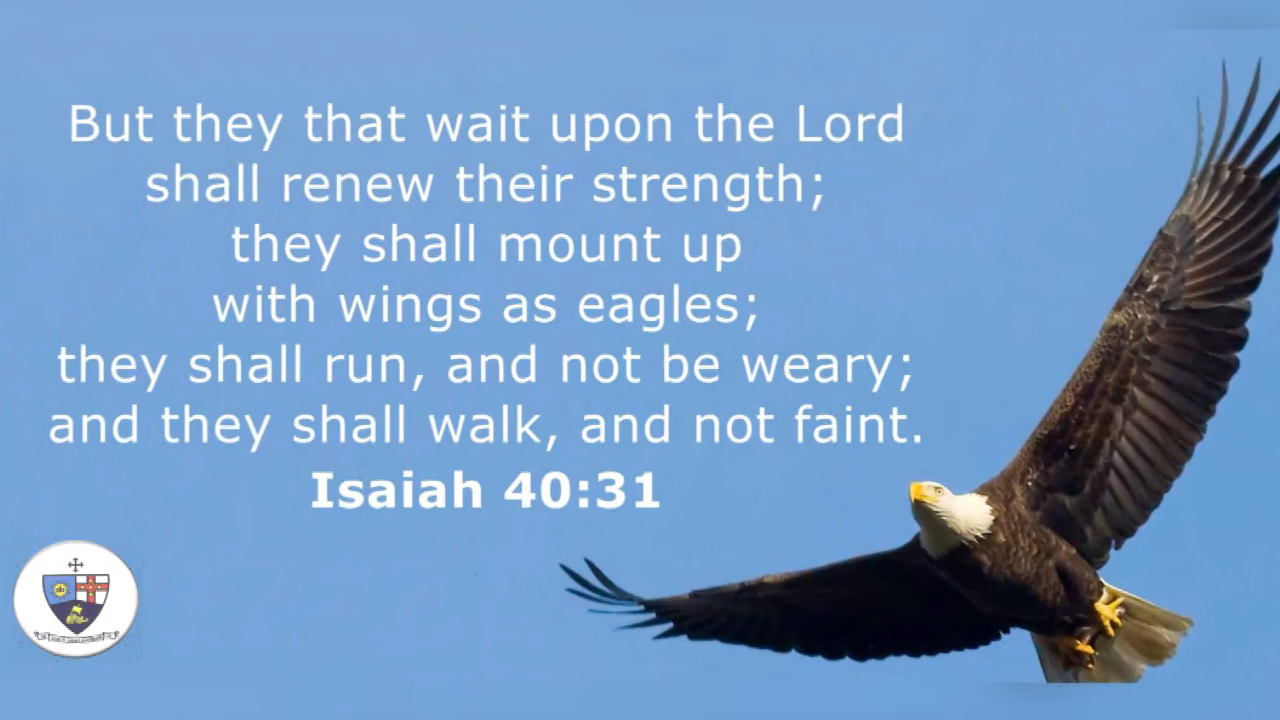 But they that wait upon the Lord
shall renew their strength;
they shall mount up
with wings as eagles;
they shall run, and not be weary;
and they shall walk, and not faint.
Isaiah 40:31